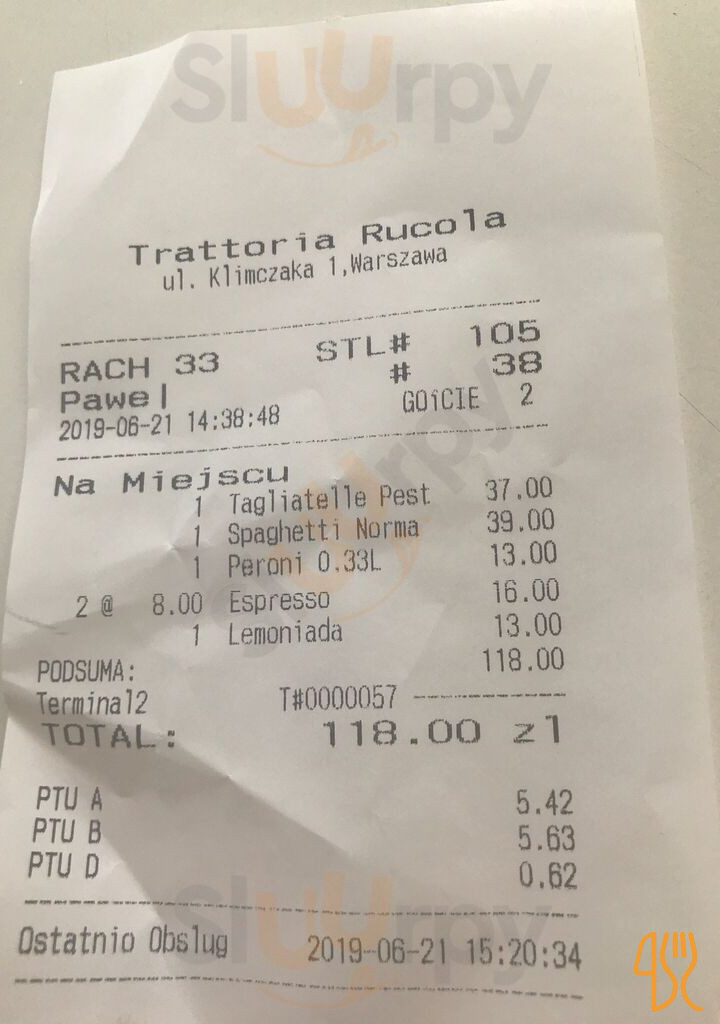 Sluurpy
Trattoria Rucola
ul. Klimczaka 1,Warszawa
RACH 33 STL# 105
# 38
Pawel GOiCIE 2
2019-06-21 14:38:48
Na Miejscu
1 Tagliatelle Pest 37.00
1 Spaghetti Norma 39.00
1 Peroni 0.33L 13.00
2 @ 8.00 Espresso 16.00
1 Lemoniada 13.00
PODSUMA: 118.00
Terminal2 T#0000057
TOTAL: 118.00 zl
PTU A 5.42
PTU B 5.63
PTU D 0.62
Sluurpy
Ostatnio Obslug 2019-06-21 15:20:34